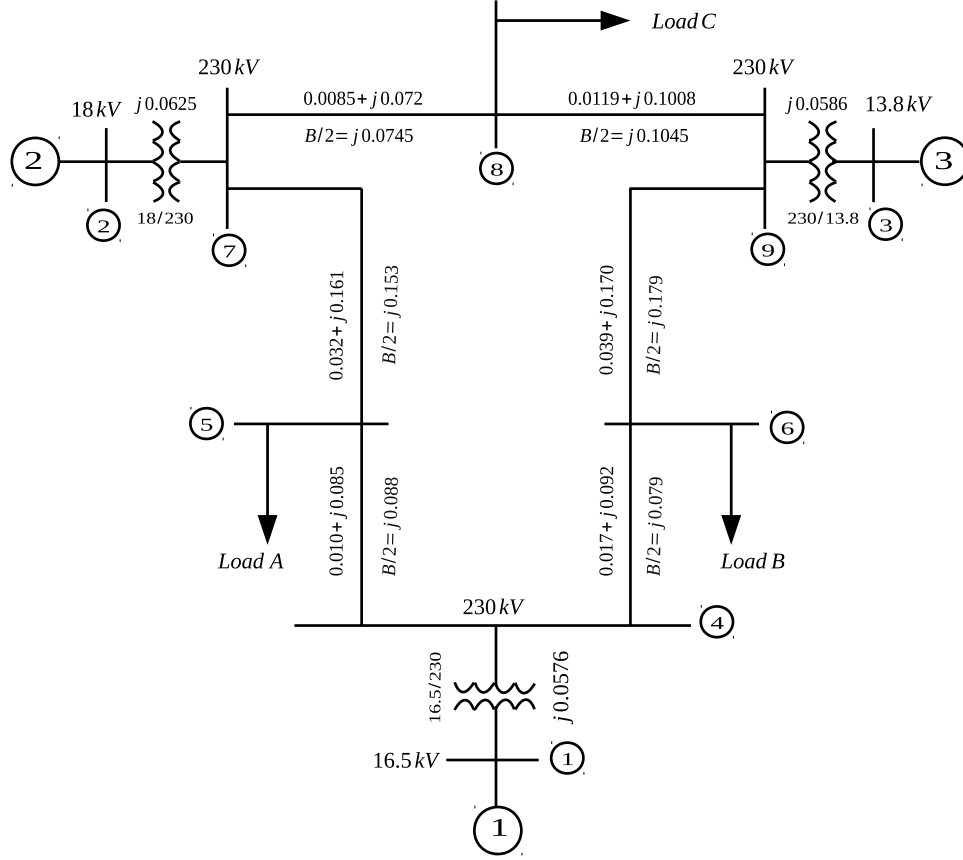 Load C
230 kV
230 kV
j 0.0625
0.0085 + j 0.072
0.0119 + j 0.1008
j 0.0586
18 kV
13.8 kV
B/2 = j 0.0745
B/2 = j 0.1045
2
3
8
18/230
230/13.8
2
3
7
9
0.032 + j 0.161
B/2 = j 0.153
0.039 + j 0.170
B/2 = j 0.179
5
6
0.010 + j 0.085
B/2 = j 0.088
0.017 + j 0.092
B/2 = j 0.079
Load A
Load B
230 kV
4
16.5/230
j 0.0576
16.5 kV
1
1